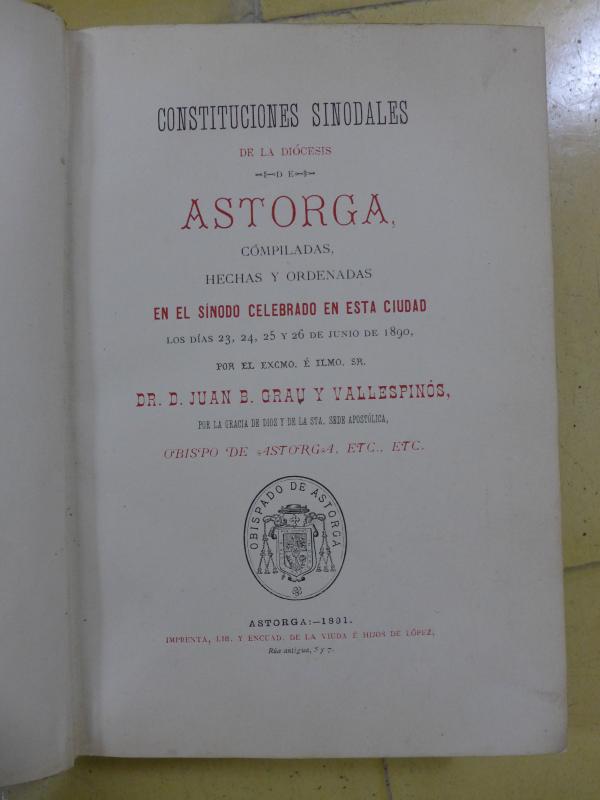 CONSTITUCIONES SINODALES
DE LA DIÓCESIS
DE
ASTORGA,
CÓMPILADAS,
HECHAS Y ORDENADAS
EN EL SÍNODO CELEBRADO EN ESTA CIUDAD
LOS DÍAS 23, 24, 25 Y 26 DE JUNIO DE 1890,
POR EL EXCMO. É ILMO. SR.
DR. D. JUAN B. GRAU Y VALLESPINÓS,
POR LA GRACIA DE DIOS Y DE LA STA. SEDE APOSTÓLICA,
OBISPO DE ASTORGA, ETC., ETC.
OBISPADO DE ASTORGA
ASTORGA:—1891.
IMPRENTA, LIB. Y ENCUAD. DE LA VIUDA É HIJOS DE LÓPEZ,
Rúa antigua, 5 y 7.